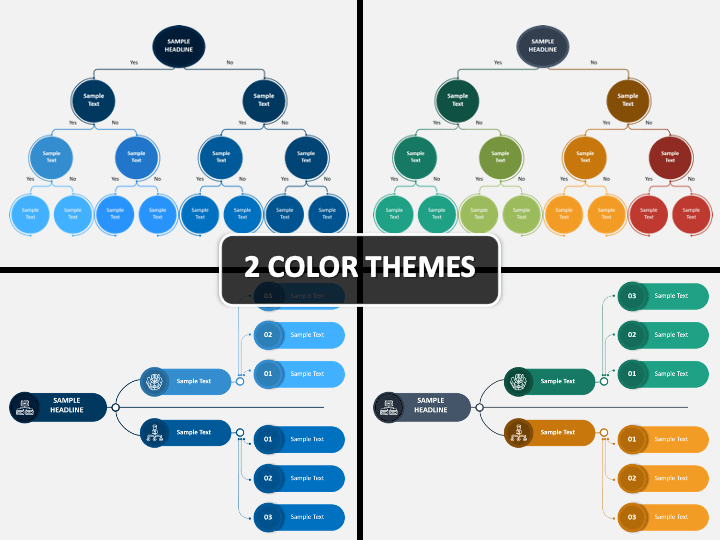 SAMPLE
HEADLINE
Yes
No
Sample
Text
Sample
Text
Yes
No
Yes
No
Sample
Text
Sample
Text
Sample
Text
Sample
Text
Yes
No
Yes
No
Yes
No
Yes
No
Sample
Text
Sample
Text
Sample
Text
Sample
Text
Sample
Text
Sample
Text
Sample
Text
Sample
Text
SAMPLE
HEADLINE
Yes
No
Sample
Text
Sample
Text
Yes
No
Yes
No
Sample
Text
Sample
Text
Sample
Text
Sample
Text
Yes
No
Yes
No
Yes
No
Yes
No
Sample
Text
Sample
Text
Sample
Text
Sample
Text
Sample
Text
Sample
Text
Sample
Text
Sample
Text
2 COLOR THEMES
03 Sample Text
02 Sample Text
01 Sample Text
Sample Text
SAMPLE
HEADLINE
Sample Text
01 Sample Text
02 Sample Text
03 Sample Text
03 Sample Text
02 Sample Text
01 Sample Text
Sample Text
SAMPLE
HEADLINE
Sample Text
01 Sample Text
02 Sample Text
03 Sample Text